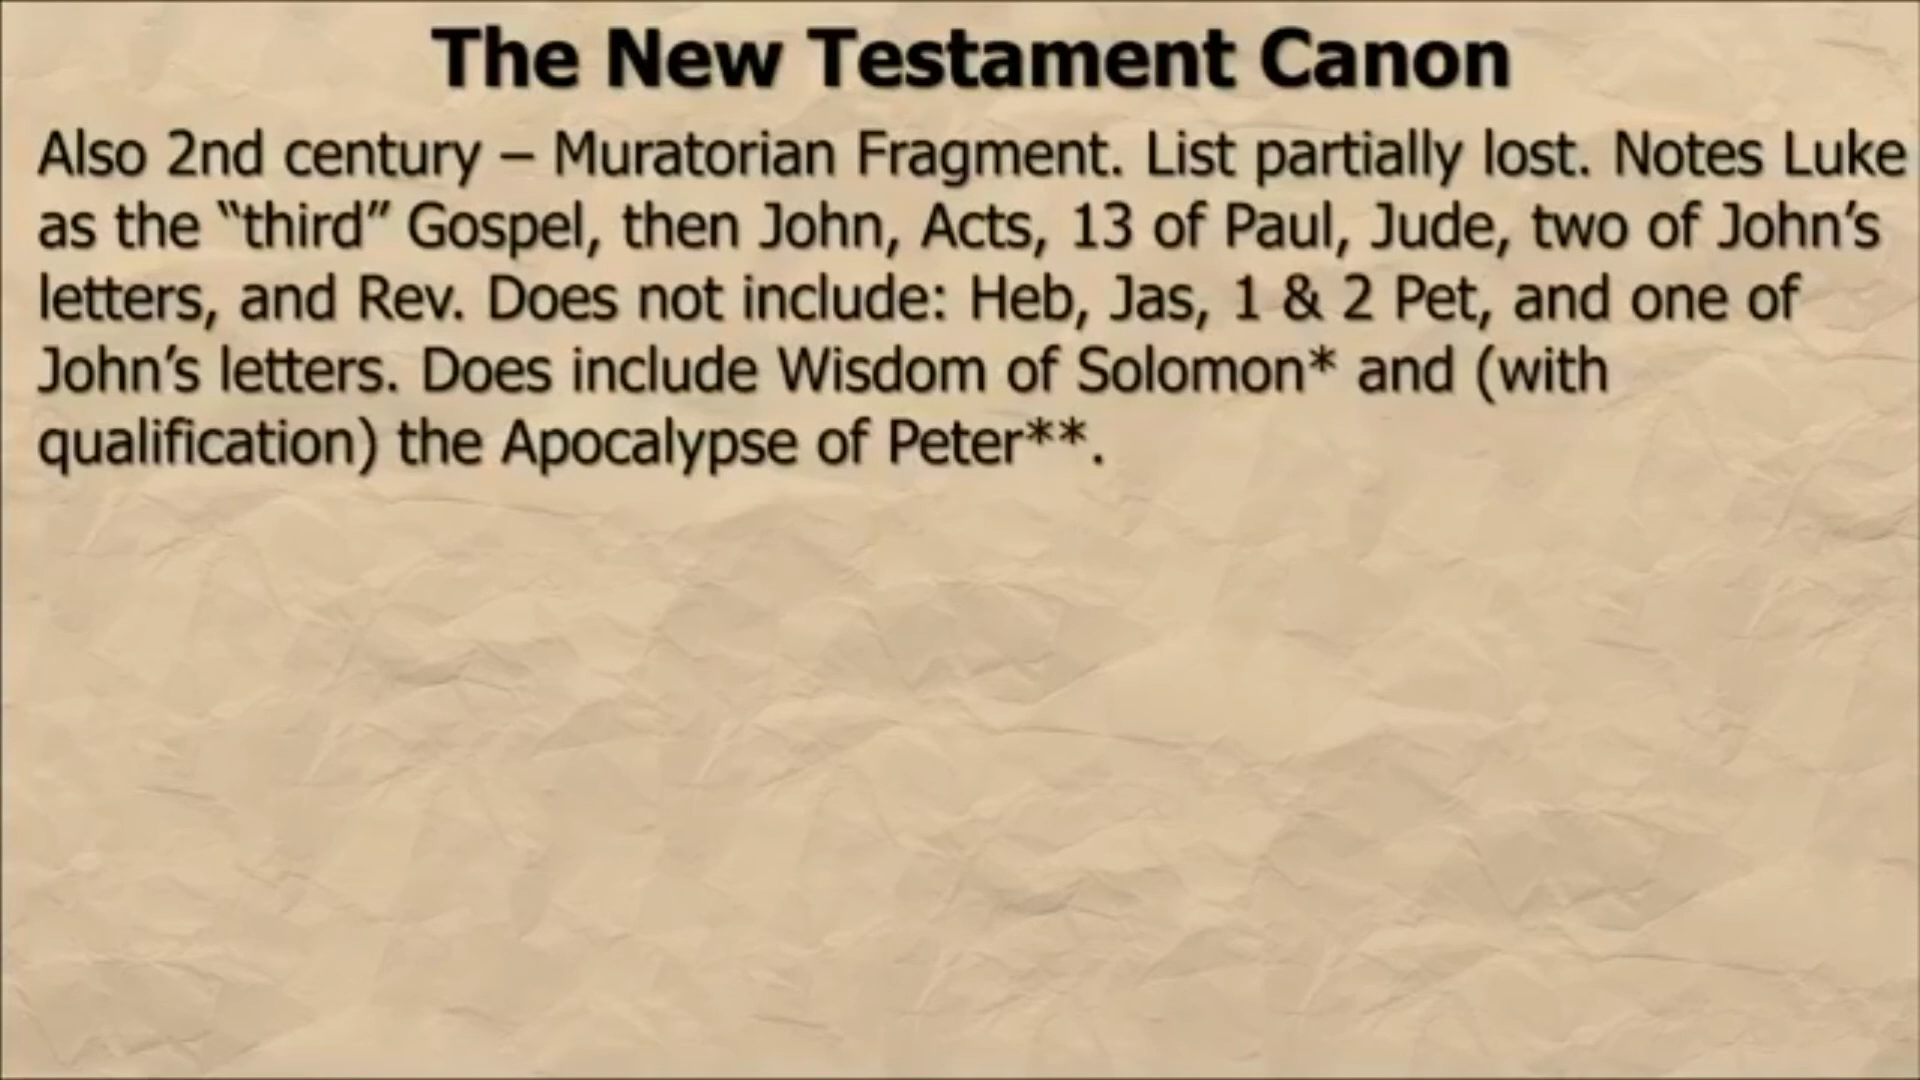 The New Testament Canon
Also 2nd century – Muratorian Fragment. List partially lost. Notes Luke
as the “third” Gospel, then John, Acts, 13 of Paul, Jude, two of John’s
letters, and Rev. Does not include: Heb, Jas, 1 & 2 Pet, and one of
John’s letters. Does include Wisdom of Solomon* and (with
qualification) the Apocalypse of Peter**.